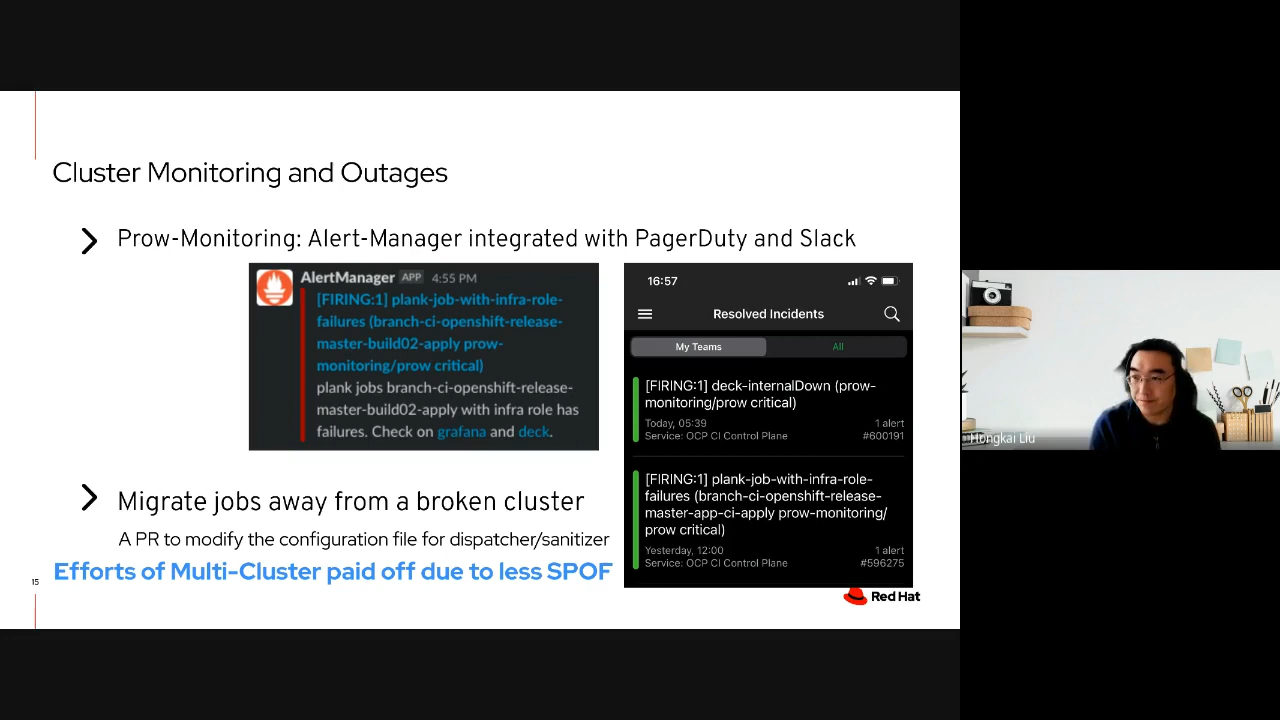 Cluster Monitoring and Outages
Prow-Monitoring: Alert-Manager integrated with PagerDuty and Slack
AlertManager APP 4:55 PM
[FIRING:1] plank-job-with-infra-role-
failures (branch-ci-openshift-release-
master-build02-apply prow-
monitoring/prow critical)
plank jobs branch-ci-openshift-release-
master-build02-apply with infra role has
failures. Check on grafana and deck.
16:57
Resolved Incidents
My Teams
All
[FIRING:1] deck-internalDown (prow-
monitoring/prow critical)
Today, 05:39
1 alert
Service: OCP CI Control Plane
#600191
[FIRING:1] plank-job-with-infra-role-
failures (branch-ci-openshift-release-
master-app-ci-apply prow-monitoring/
prow critical)
Yesterday, 12:00
1 alert
Service: OCP CI Control Plane
#596275
Migrate jobs away from a broken cluster
A PR to modify the configuration file for dispatcher/sanitizer
Efforts of Multi-Cluster paid off due to less SPOF
15
Red Hat
Hongkai Liu